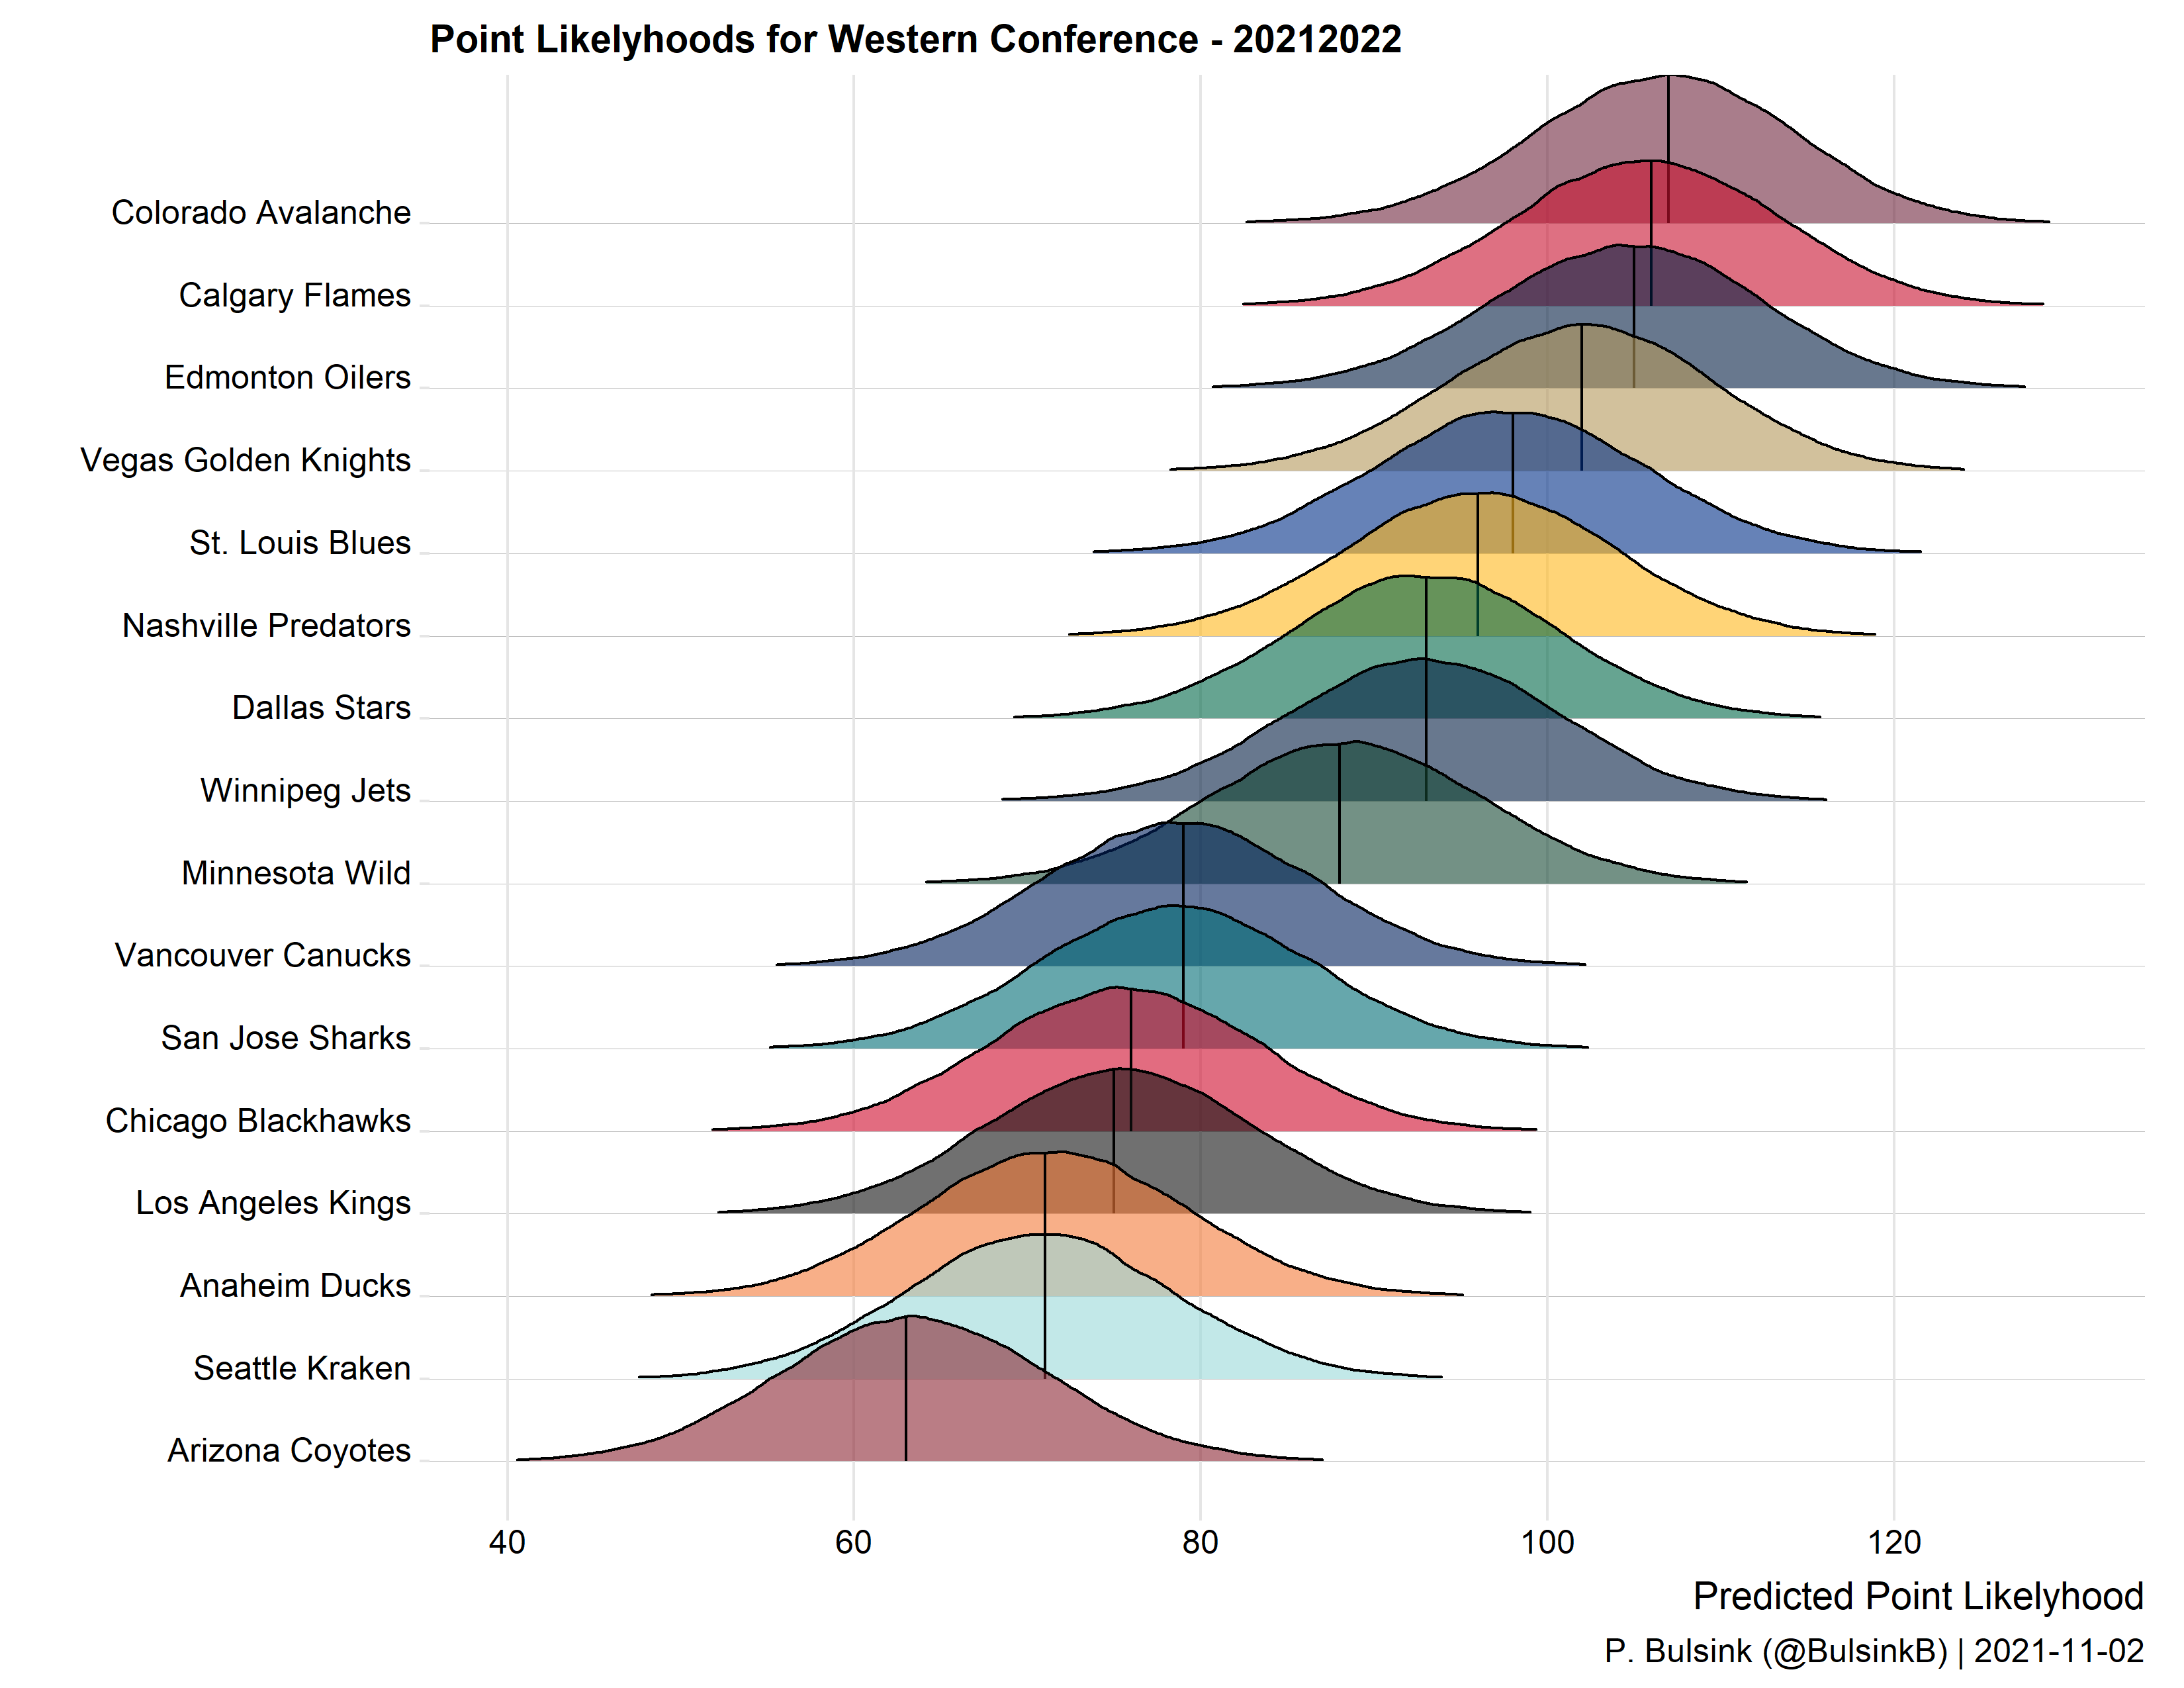 Point Likelyhoods for Western Conference - 20212022
Colorado Avalanche
Calgary Flames
Edmonton Oilers
Vegas Golden Knights
St. Louis Blues
Nashville Predators
Dallas Stars
Winnipeg Jets
Minnesota Wild
Vancouver Canucks
San Jose Sharks
Chicago Blackhawks
Los Angeles Kings
Anaheim Ducks
Seattle Kraken
Arizona Coyotes
40 60 80 100 120
Predicted Point Likelyhood
P. Bulsink (@BulsinkB) | 2021-11-02